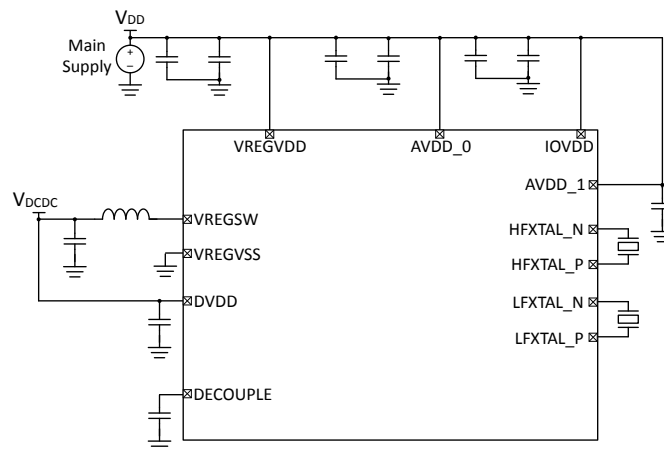 VDD
Main
Supply
+
−
VREGVDD
AVDD_0
IOVDD
AVDD_1
VDCDC
VREGSW
HFXTAL_N
VREGVSS
HFXTAL_P
DVDD
LFXTAL_N
LFXTAL_P
DECOUPLE